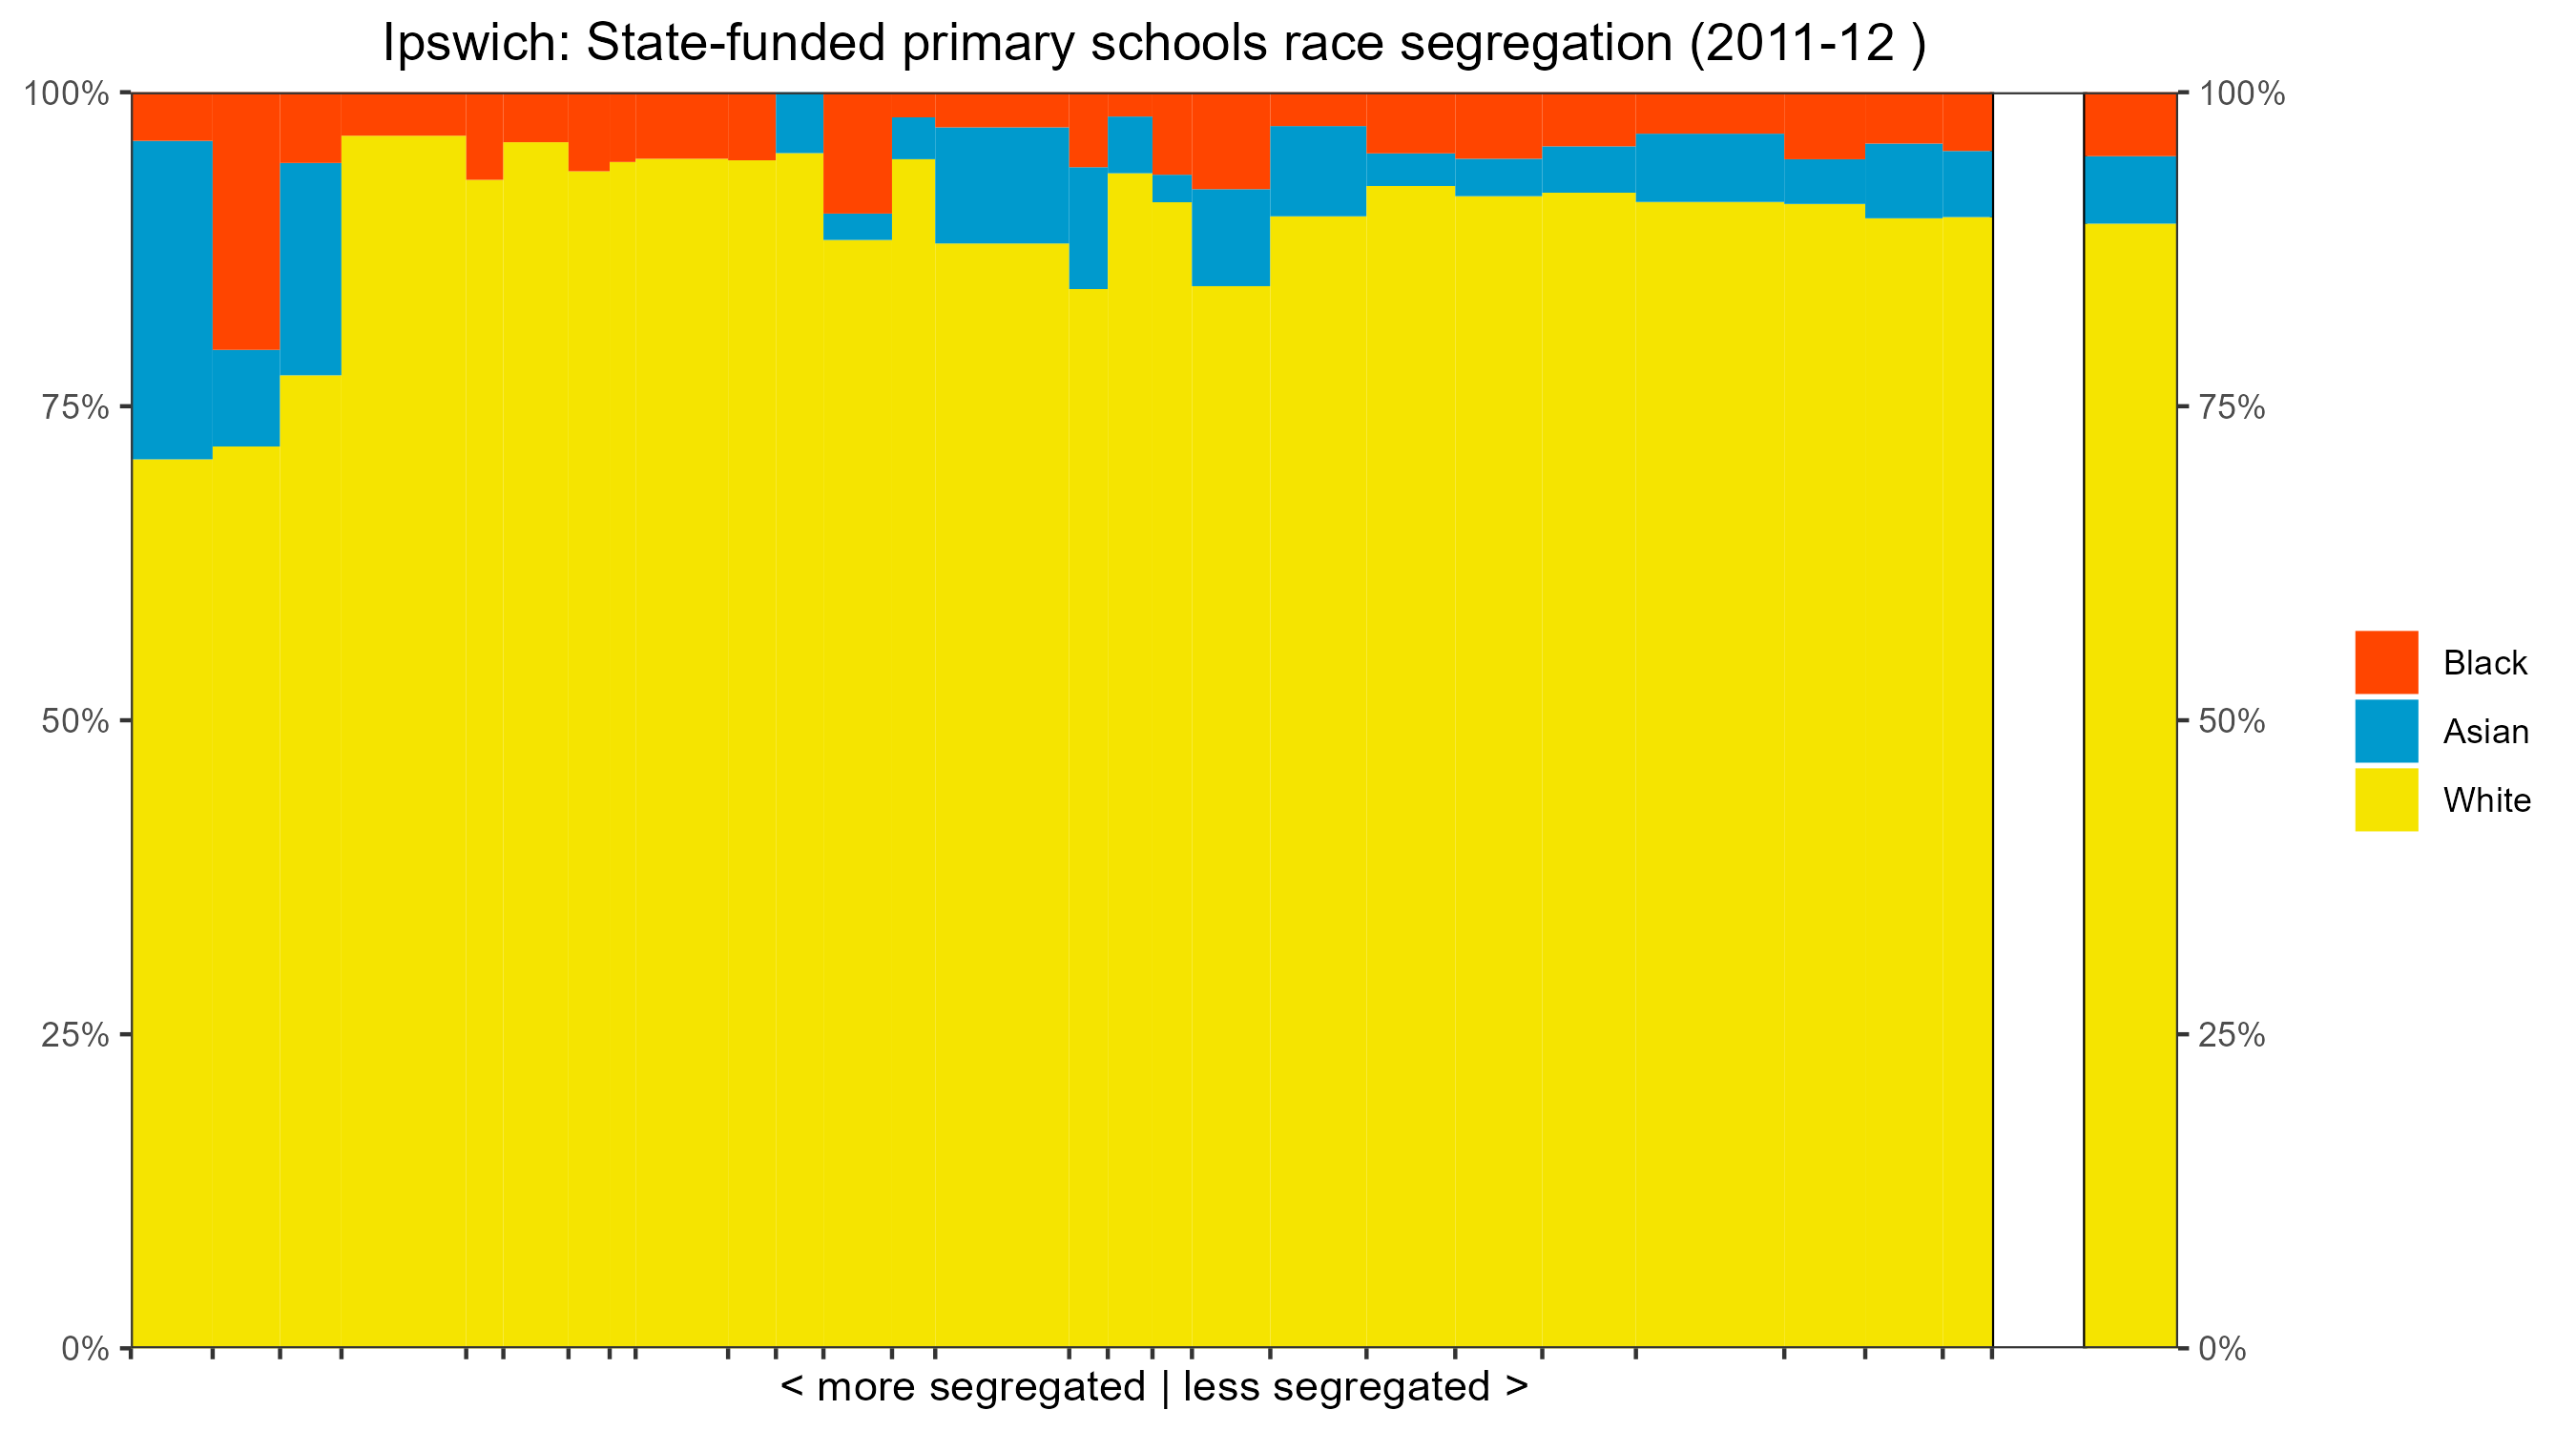 Ipswich: State-funded primary schools race segregation (2011-12 )
100%
75%
50%
25%
0%
100%
75%
50%
25%
0%
Black
Asian
White
< more segregated | less segregated >